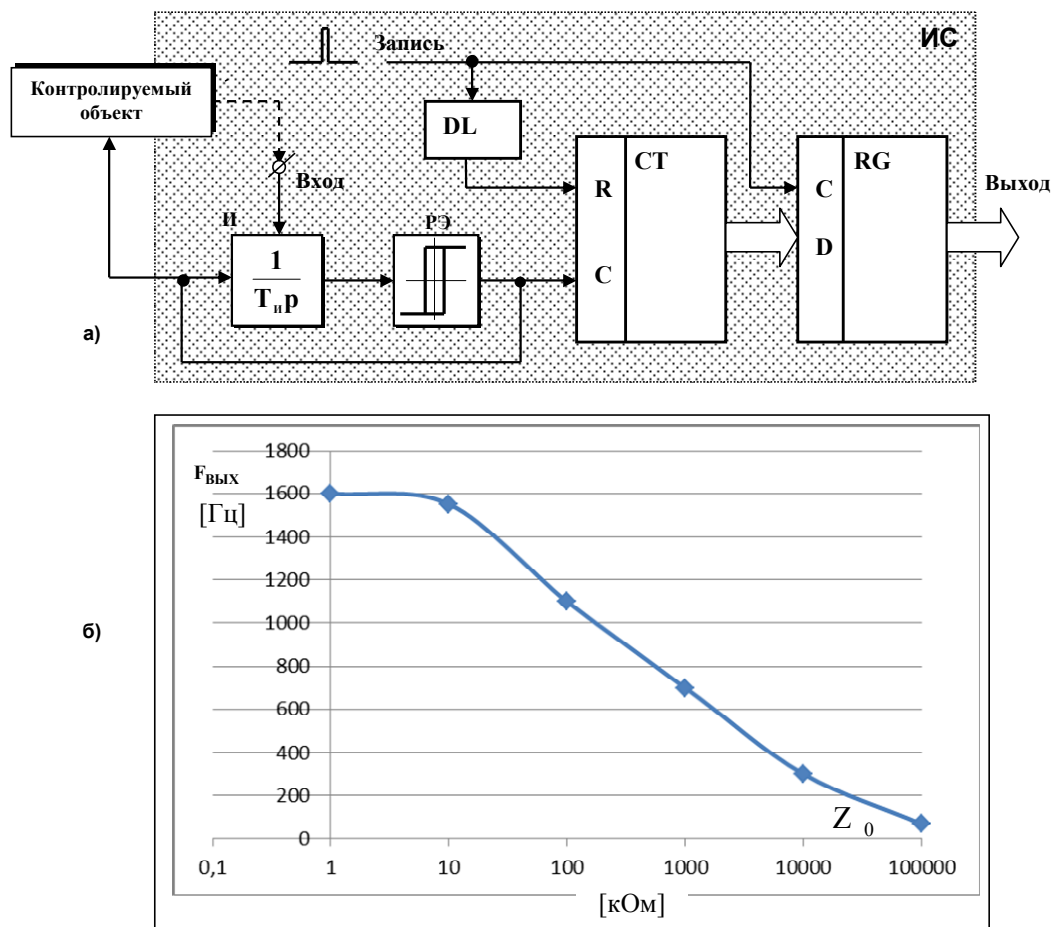 ИС
Запись
Контролируемый
объект
DL
CT
RG
Вход
Выход
R
C
И
РЭ
D
1
Tиp
C
а)
б)
FВЫХ
[Гц]
1800
1600
1400
1200
1000
800
600
400
200
0
Z 0
0,1
1
10
100
1000
10000
100000
[кОм]